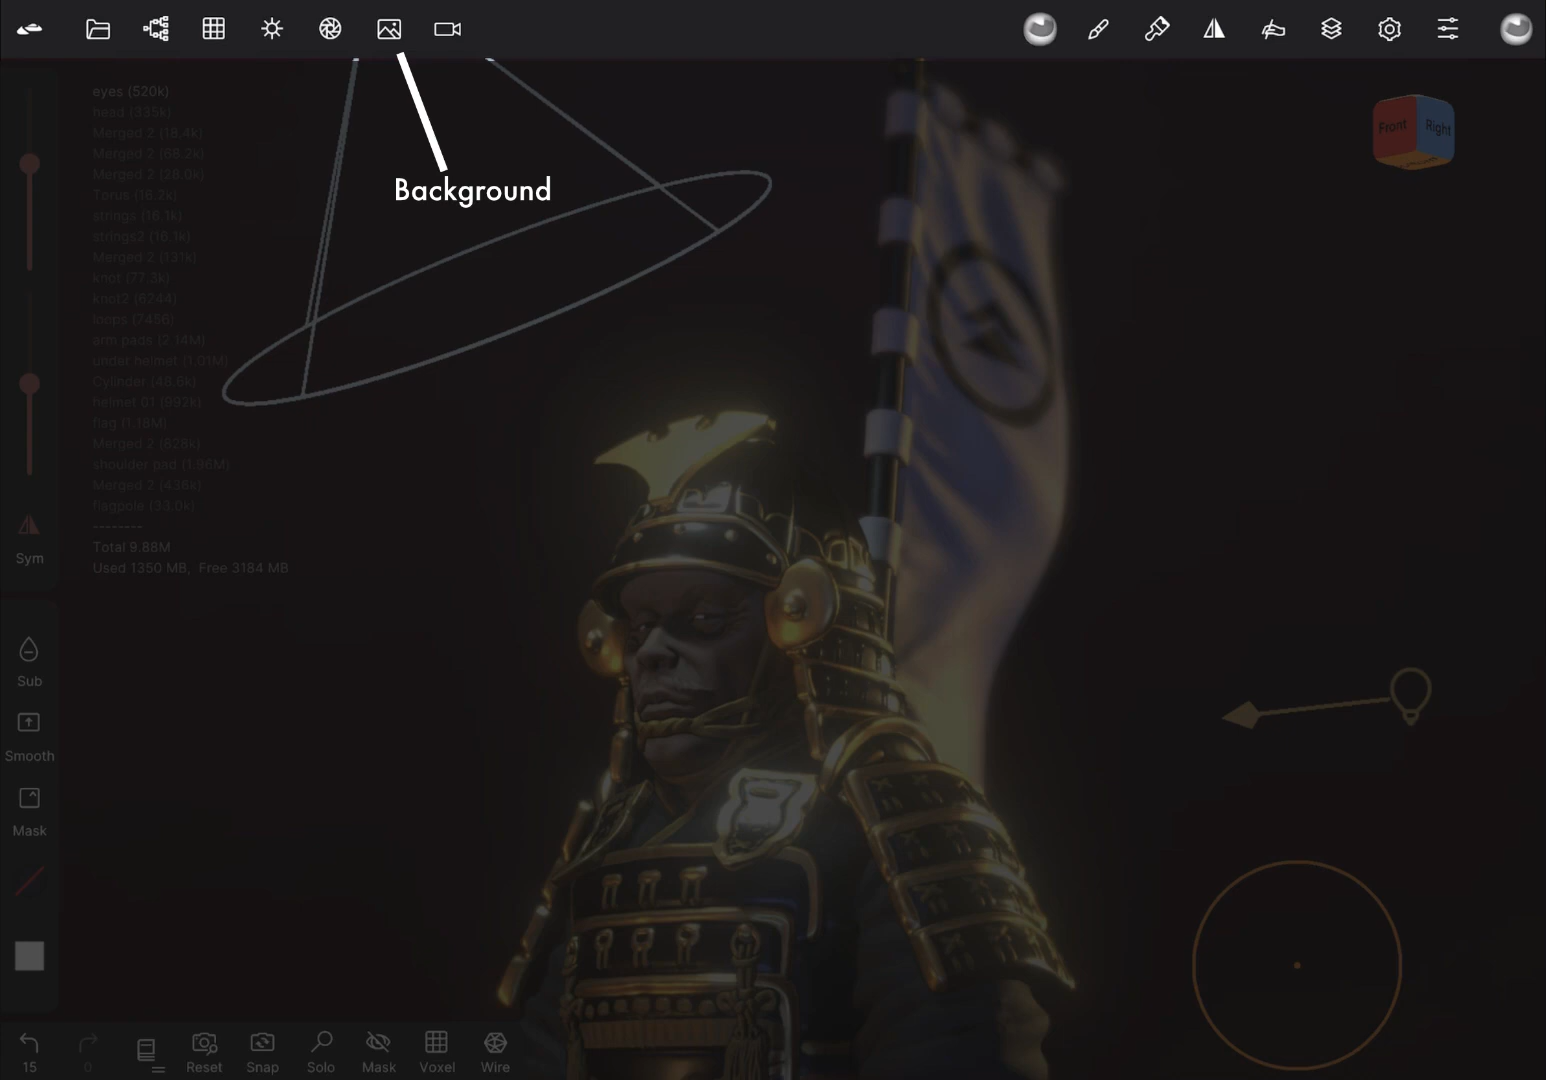 Background
Front
Right
eyes (520k)
head (335k)
Merged 2 (18.4k)
Merged 2 (88.2k)
Merged 2 (28.0k)
Torus (16.2k)
strings (16.1k)
strings2 (16.1k)
Merged 2 (131k)
knot (77.3k)
knot2 (6244)
loops (7456)
arm pads (2.14M)
under helmet (1.01M)
Cylinder (48.6k)
helmet 01 (992k)
flag (1.18M)
Merged 2 (628k)
shoulder pad (1.96M)
Merged 2 (436k)
flagpole (38.0k)
--------
Total 9.88M
Used 1350 MB, Free 3184 MB
Sym
Sub
Smooth
Mask
15
0
Reset
Snap
Solo
Mask
Voxel
Wire